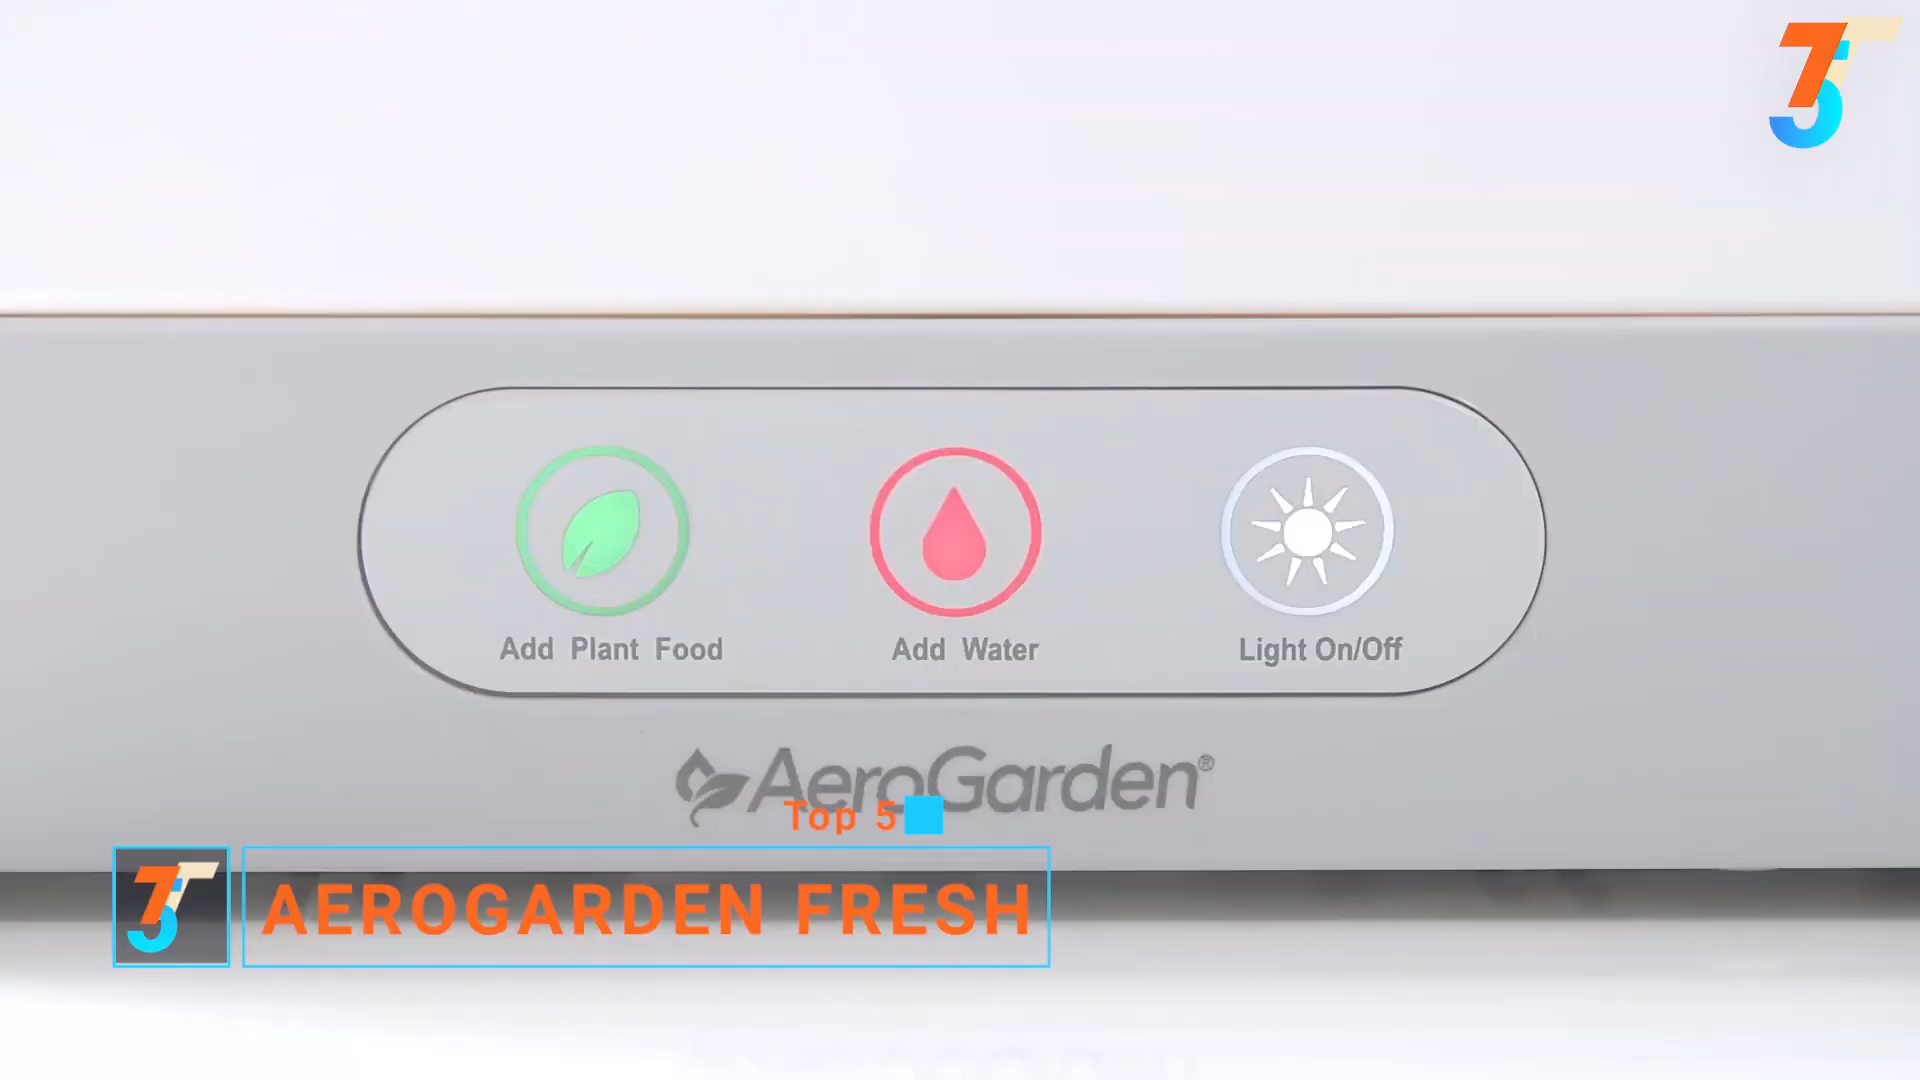 Add Plant Food
Add Water
Light On/Off
AeroGarden®
Top 5
AEROGARDEN FRESH